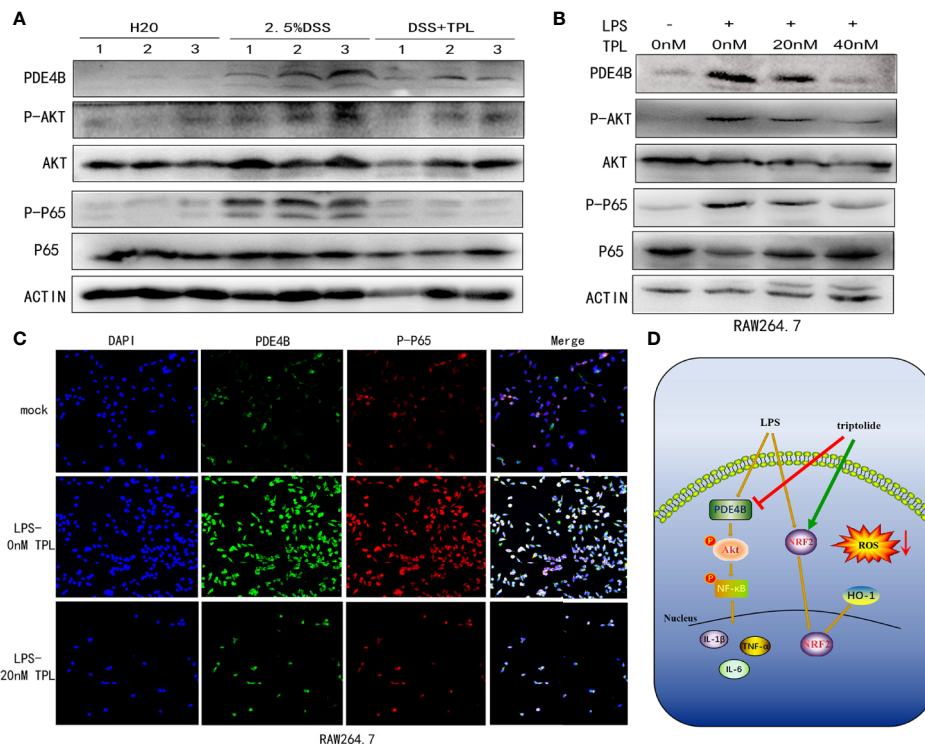 A
H20
2.5%DSS
DSS+TPL
1 2 3 1 2 3 1 2 3
PDE4B
P-AKT
AKT
P-P65
P65
ACTIN
B
LPS - + + +
TPL 0nM 0nM 20nM 40nM
PDE4B
P-AKT
AKT
P-P65
P65
ACTIN
RAW264.7
C
DAPI PDE4B P-P65 Merge
mock
LPS-
0nM TPL
LPS-
20nM TPL
RAW264.7
D
LPS
triptolide
PDE4B
P
Akt
NRF2
ROS
P
NF-κB
HO-1
Nucleus
IL-1β
TNF-α
NRF2
IL-6